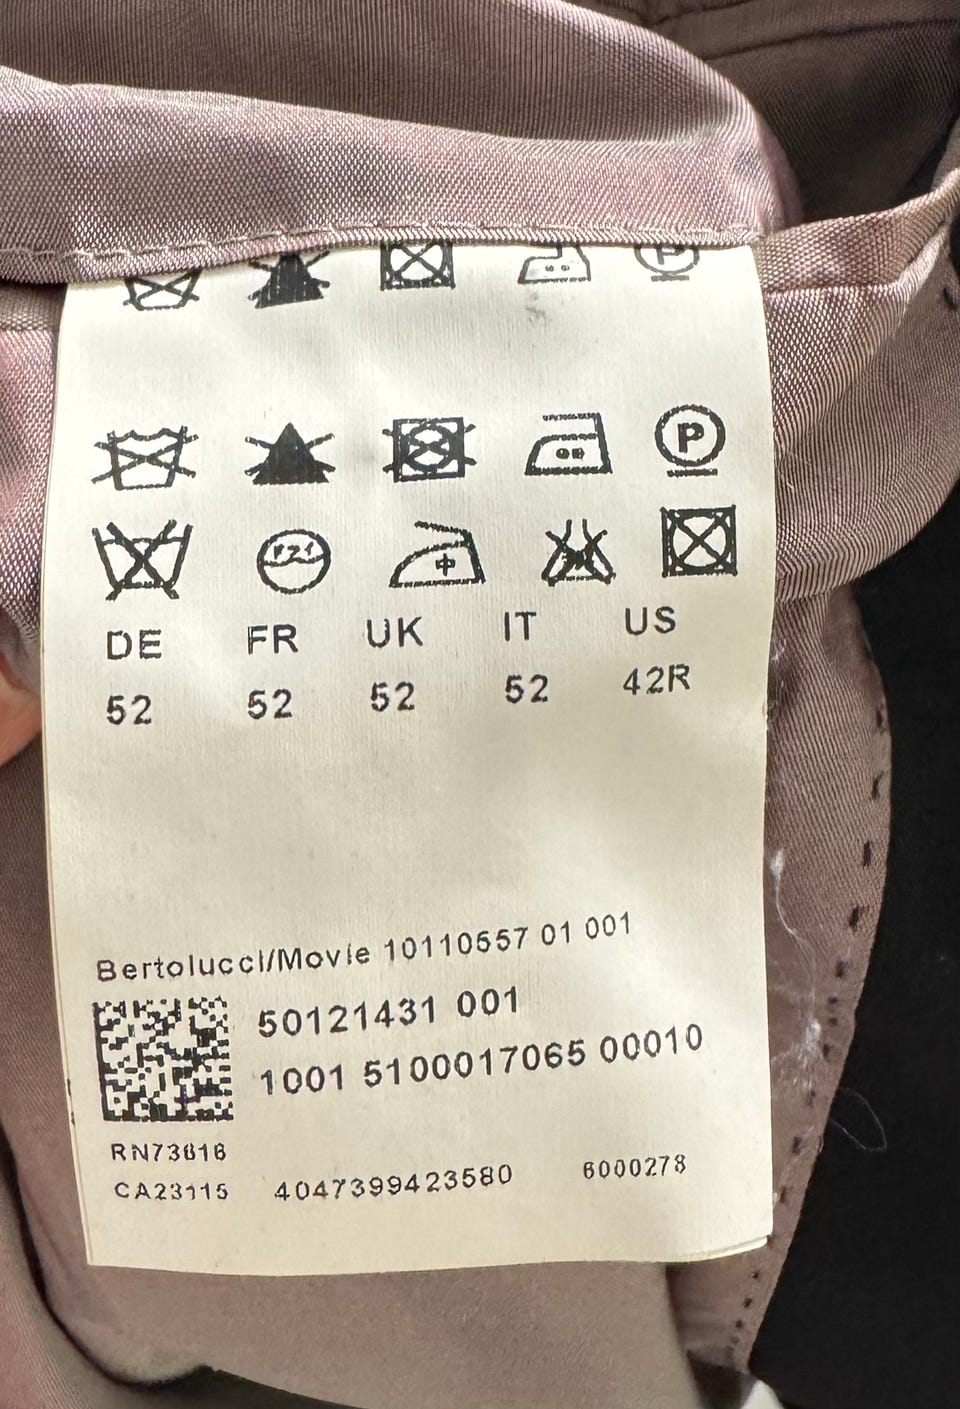 P
P
DE FR UK IT US
52 52 52 52 42R
Bertolucci/Movie 10110557 01 001
50121431 001
1001 5100017065 00010
RN73616
CA23115 4047399423580 6000278